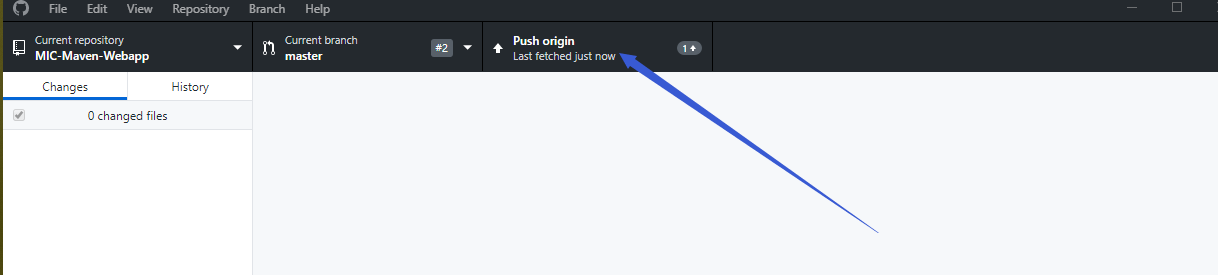 File Edit View Repository Branch Help
Current repository
MIC-Maven-Webapp
Current branch
master
#2
Push origin
Last fetched just now
1
Changes History
0 changed files